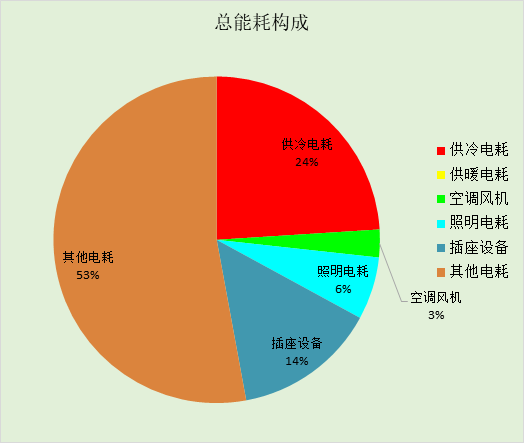 总能耗构成
供冷电耗
24%
空调风机
3%
照明电耗
6%
插座设备
14%
其他电耗
53%
供冷电耗
供暖电耗
空调风机
照明电耗
插座设备
其他电耗